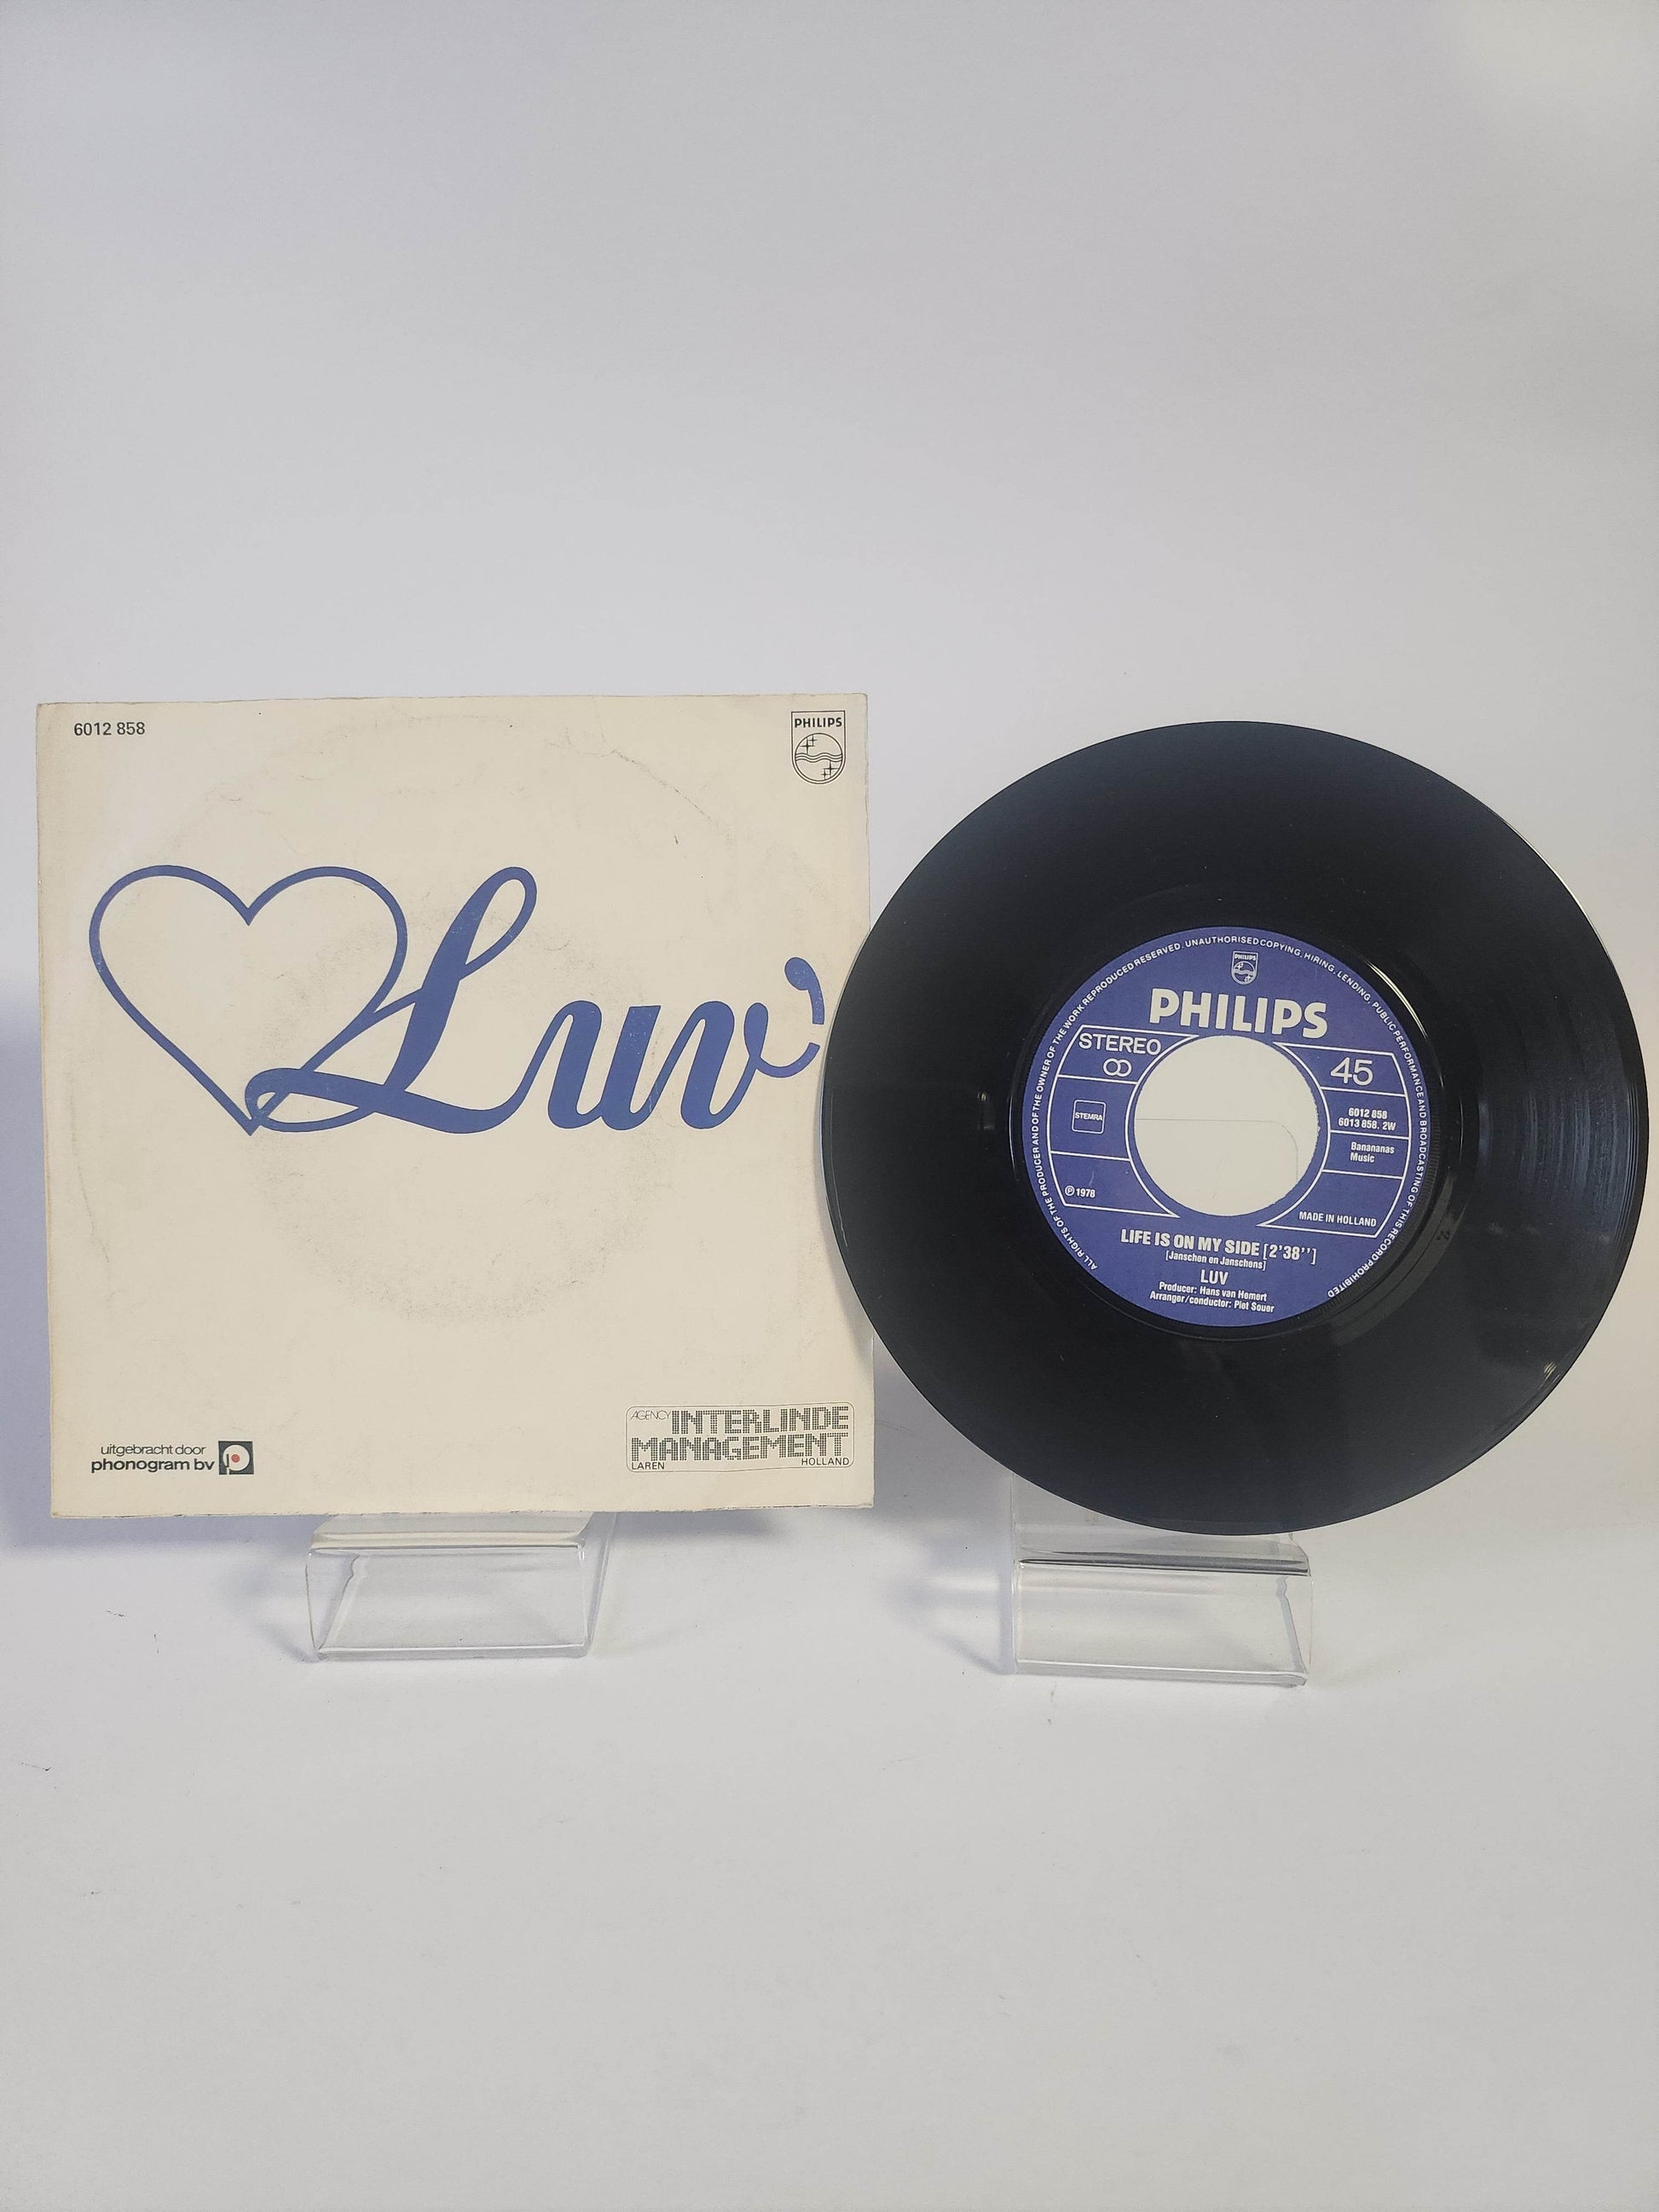 6012 858
PHILIPS
Luv'
uitgebracht door
phonogram bv
AGENCY INTERLINDE
MANAGEMENT
LAREN HOLLAND
ALL RIGHTS OF THE PRODUCER AND OF THE OWNER OF THE WORK REPRODUCED RESERVED. UNAUTHORISED COPYING, HIRING, LENDING, PUBLIC PERFORMANCE AND BROADCASTING OF THIS RECORD PROHIBITED
PHILIPS
PHILIPS
STEREO
45
STEMRA
6012 858
6013 858. 2W
Banananas
Music
℗ 1978
MADE IN HOLLAND
LIFE IS ON MY SIDE [2'38'']
[Janschen en Janschens]
LUV
Producer: Hans van Hemert
Arranger/conductor: Piet Souer